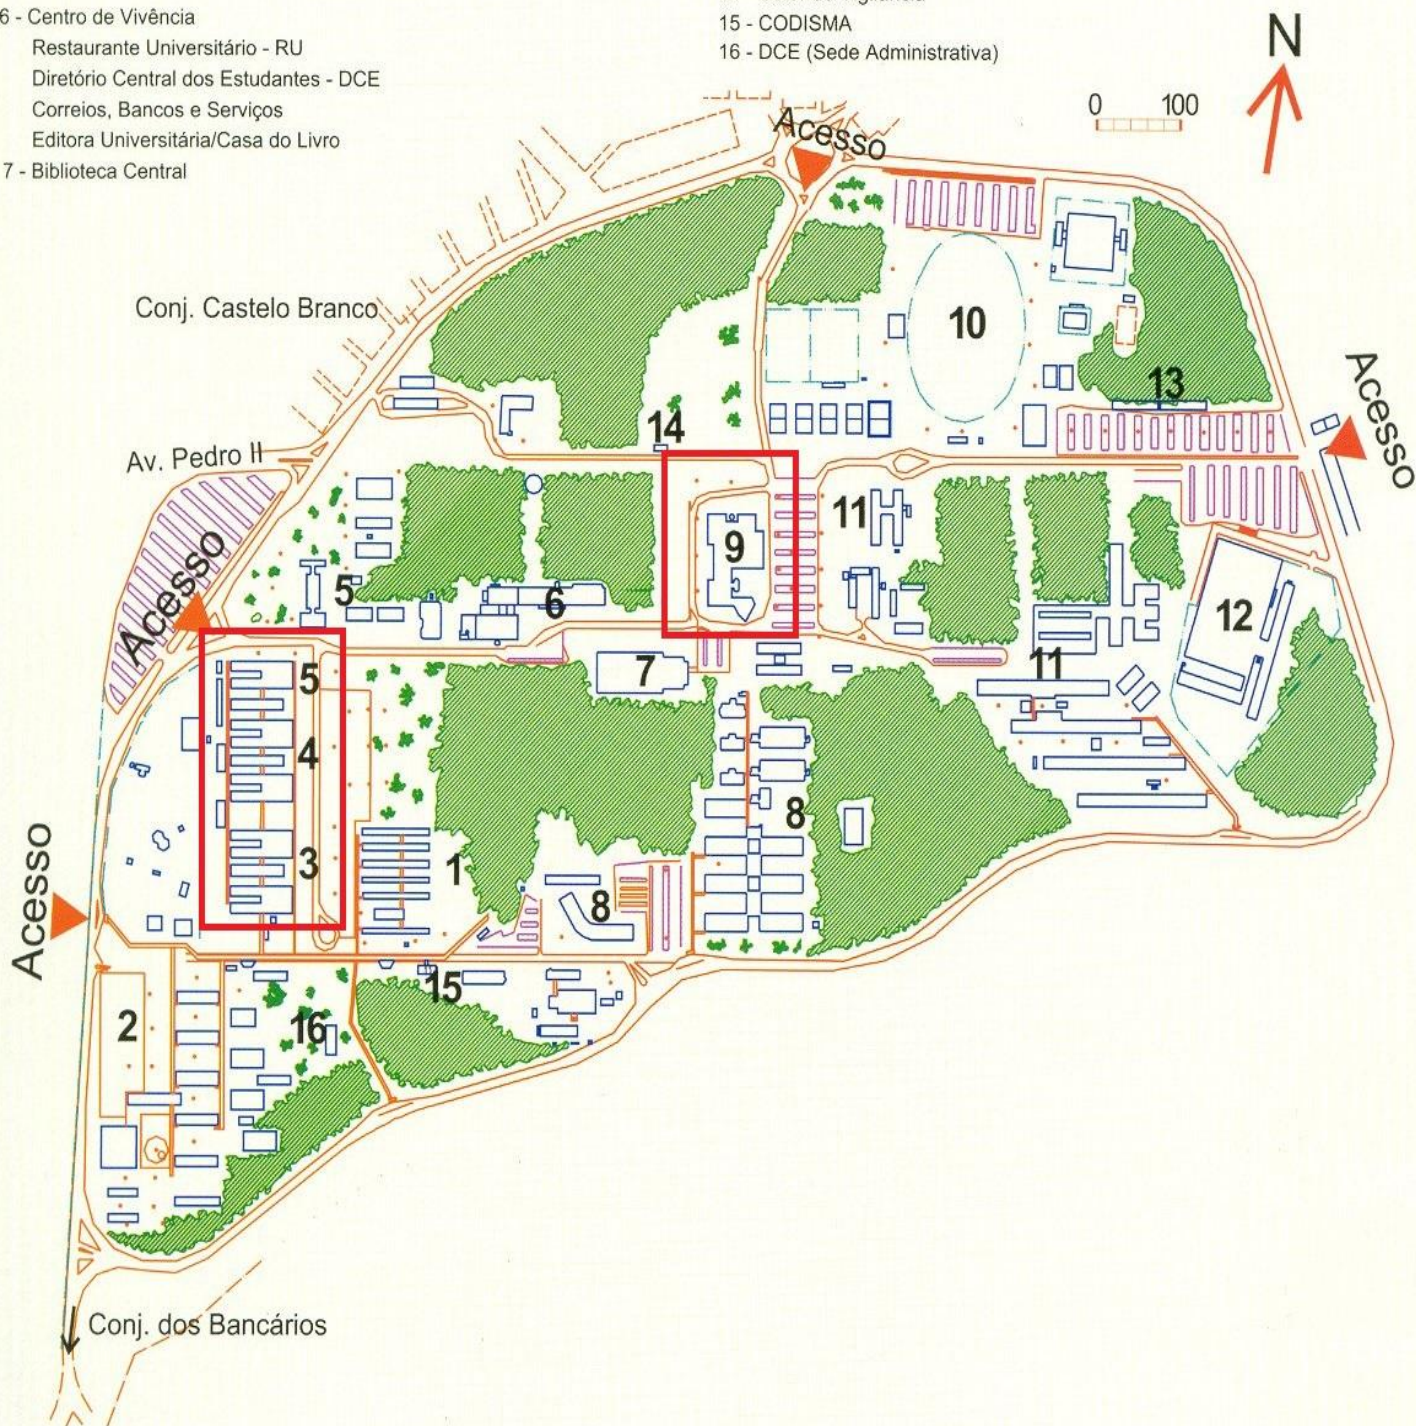 6 - Centro de Vivência
Restaurante Universitário - RU
Diretório Central dos Estudantes - DCE
Correios, Bancos e Serviços
Editora Universitária/Casa do Livro
7 - Biblioteca Central
15 - CODISMA
16 - DCE (Sede Administrativa)
N
0 100
Acesso
Conj. Castelo Branco
10
Acesso
13
14
Av. Pedro II
11
9
Acesso
5
6
12
7
11
5
4
8
3
1
8
Acesso
15
2
16
Conj. dos Bancários